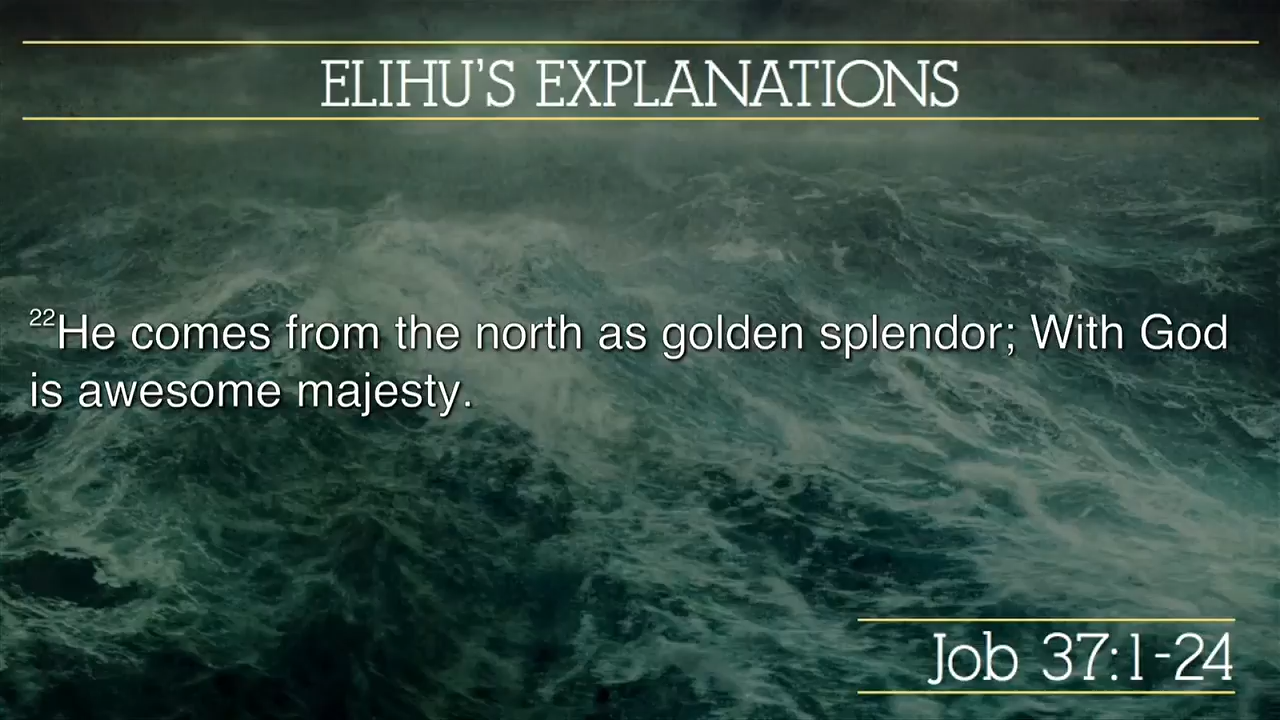 ELIHU'S EXPLANATIONS
22He comes from the north as golden splendor; With God
is awesome majesty.
Job 37:1-24